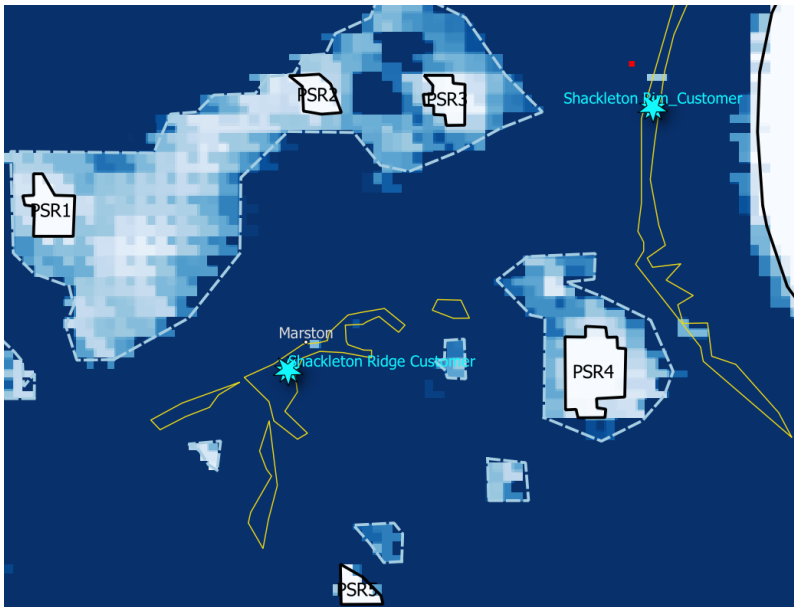 PSR2
PSR3
Shackleton Rim_Customer
PSR1
Marston
Shackleton Ridge Customer
PSR4
PSR5